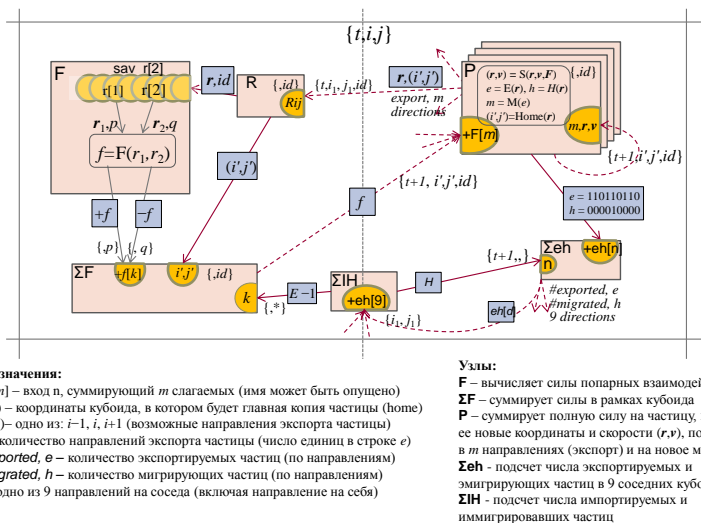 {t,i,j}
F
sav r[2]
r[1]
r[2]
r,id
R
{,id}
Rij
{t,i₁, j₁,id}
r,(i',j')
export, m
directions
P
(r,v) = S(r,v,F)
e = E(r), h = H(r)
m = M(e)
(i',j')=Home(r)
{,id}
+F[m]
m,r,v
{t+1,i',j',id}
r₁,p
r₂,q
f=F(r₁,r₂)
(i',j')
{t+1, i',j',id}
f
e = 110110110
h = 000010000
+f
−f
{,p}
{, q}
ΣF
+f[k]
i',j'
{,id}
k
{,*}
E−1
ΣIH
+eh[9]
{i₁, j₁}
H
{t+1,,}
Σeh
+eh[n]
n
eh[d]
#exported, e
#migrated, h
9 directions
значения:
] – вход n, суммирующий m слагаемых (имя может быть опущено)
) – координаты кубоида, в котором будет главная копия частицы (home)
)– одно из: i−1, i, i+1 (возможные направления экспорта частицы)
количество направлений экспорта частицы (число единиц в строке e)
ported, e – количество экспортируемых частиц (по направлениям)
grated, h – количество мигрирующих частиц (по направлениям)
одно из 9 направлений на соседа (включая направление на себя)
Узлы:
F – вычисляет силы попарных взаимодей
ΣF – суммирует силы в рамках кубоида
P – суммирует полную силу на частицу,
ее новые координаты и скорости (r,v), по
в m направлениях (экспорт) и на новое м
Σeh - подсчет числа экспортируемых и
эмигрирующих частиц в 9 соседних кубо
ΣIH - подсчет числа импортируемых и
иммигрировавших частиц